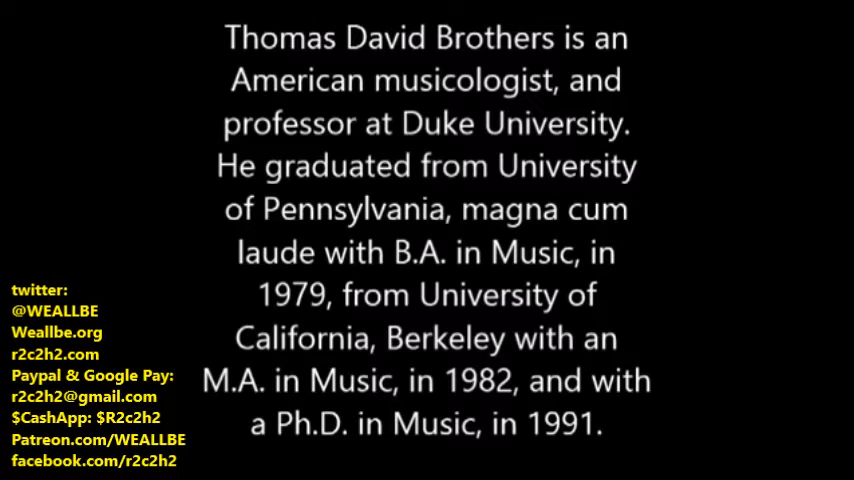 Thomas David Brothers is an
American musicologist, and
professor at Duke University.
He graduated from University
of Pennsylvania, magna cum
laude with B.A. in Music, in
1979, from University of
California, Berkeley with an
M.A. in Music, in 1982, and with
a Ph.D. in Music, in 1991.
twitter:
@WEALLBE
Weallbe.org
r2c2h2.com
Paypal & Google Pay:
r2c2h2@gmail.com
$CashApp: $R2c2h2
Patreon.com/WEALLBE
facebook.com/r2c2h2